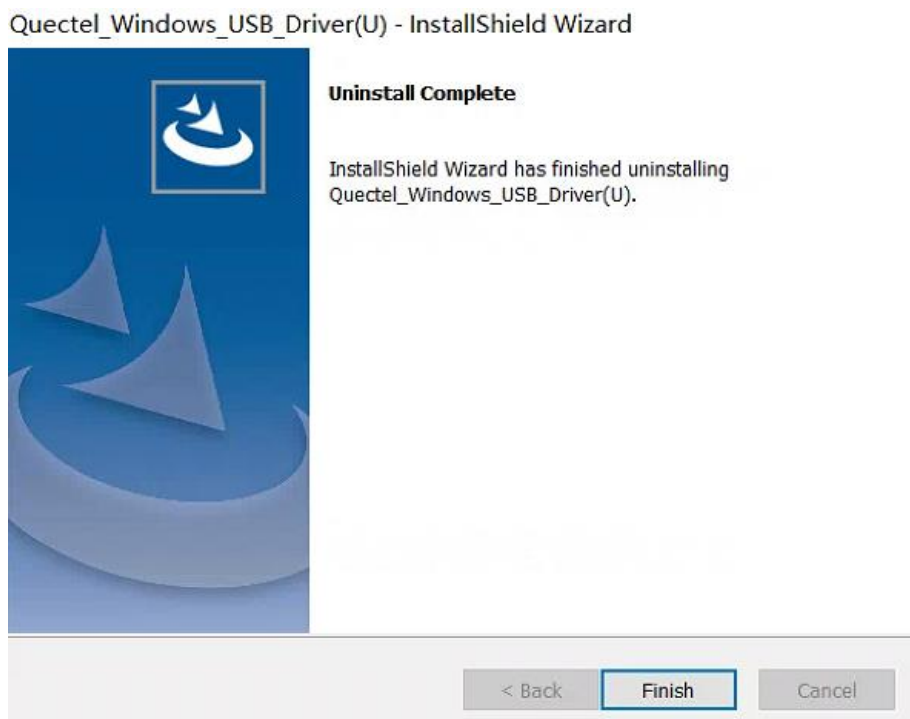 Quectel_Windows_USB_Driver(U) - InstallShield Wizard
Uninstall Complete
InstallShield Wizard has finished uninstalling
Quectel_Windows_USB_Driver(U).
< Back
Finish
Cancel